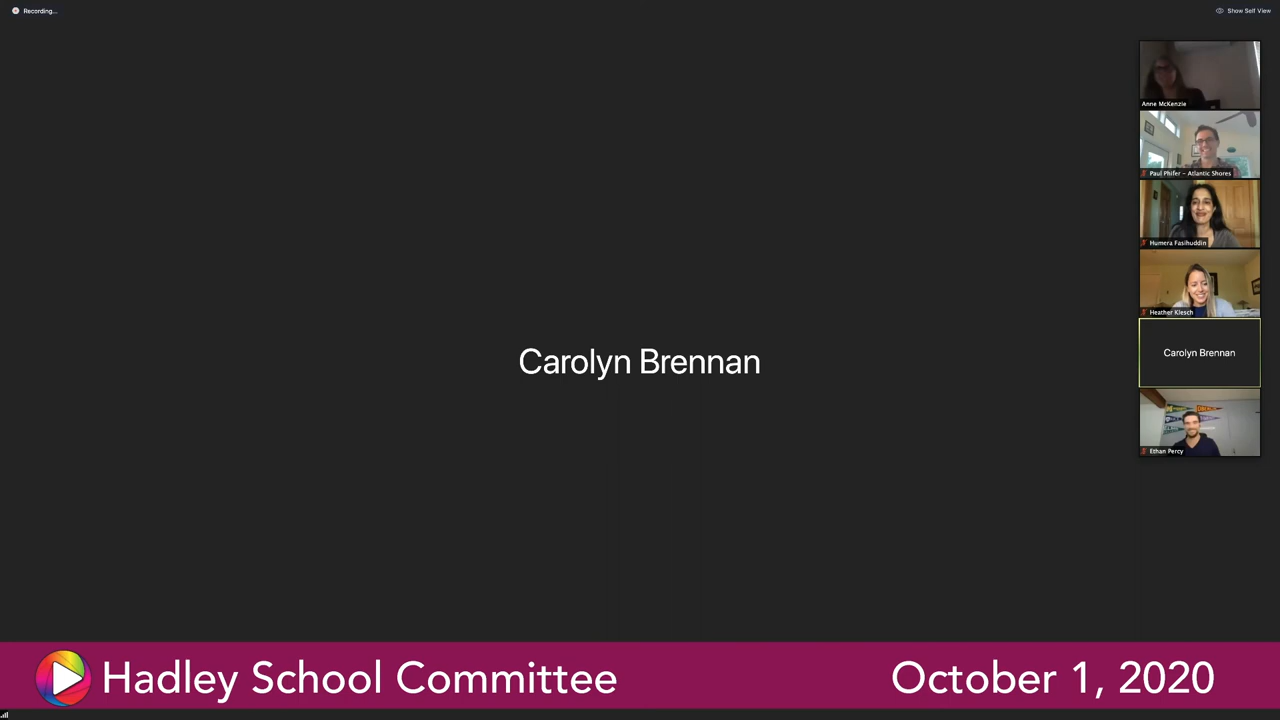 Recording...
Show Self View
Anne McKenzie
Paul Phifer - Atlantic Shores
Humera Fasihuddin
Heather Klesch
Carolyn Brennan
Carolyn Brennan
Ethan Percy
Hadley School Committee
October 1, 2020